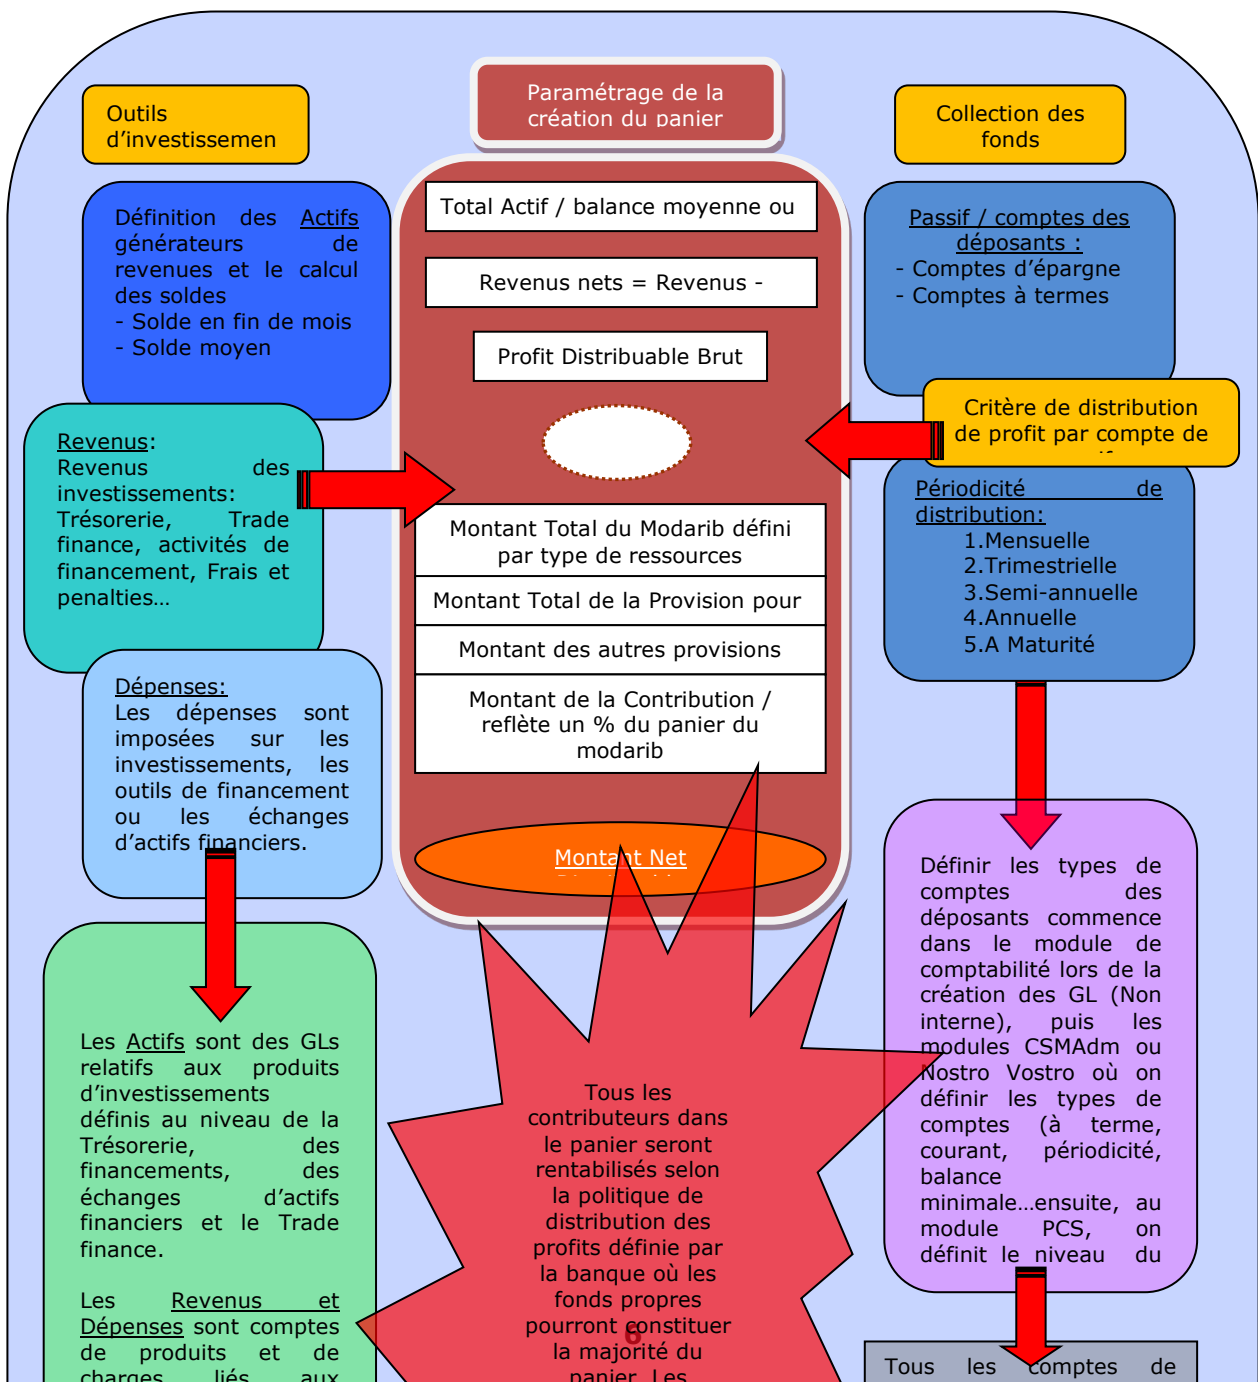 Outils
d’investissemen
Définition des Actifs
générateurs de
revenues et le calcul
des soldes
- Solde en fin de mois
- Solde moyen
Revenus:
Revenus des
investissements:
Trésorerie, Trade
finance, activités de
financement, Frais et
penalties…
Dépenses:
Les dépenses sont
imposées sur les
investissements, les
outils de financement
ou les échanges
d’actifs financiers.
Les Actifs sont des GLs
relatifs aux produits
d’investissements
définis au niveau de la
Trésorerie, des
financements, des
échanges d’actifs
financiers et le Trade
finance.
Les Revenus et
Dépenses sont comptes
de produits et de
charges liés aux
Paramétrage de la
création du panier
Total Actif / balance moyenne ou
Revenus nets = Revenus -
Profit Distribuable Brut
Montant Total du Modarib défini
par type de ressources
Montant Total de la Provision pour
Montant des autres provisions
Montant de la Contribution /
reflète un % du panier du
modarib
Montant Net
Tous les
contributeurs dans
le panier seront
rentabilisés selon
la politique de
distribution des
profits définie par
la banque où les
fonds propres
pourront constituer
la majorité du
panier. Les
6
Collection des
fonds
Passif / comptes des
déposants :
- Comptes d’épargne
- Comptes à termes
Critère de distribution
de profit par compte de
Périodicité de
distribution:
1.Mensuelle
2.Trimestrielle
3.Semi-annuelle
4.Annuelle
5.A Maturité
Définir les types de
comptes des
déposants commence
dans le module de
comptabilité lors de la
création des GL (Non
interne), puis les
modules CSMAdm ou
Nostro Vostro où on
définir les types de
comptes (à terme,
courant, périodicité,
balance
minimale…ensuite, au
module PCS, on
définit le niveau du
Tous les comptes de